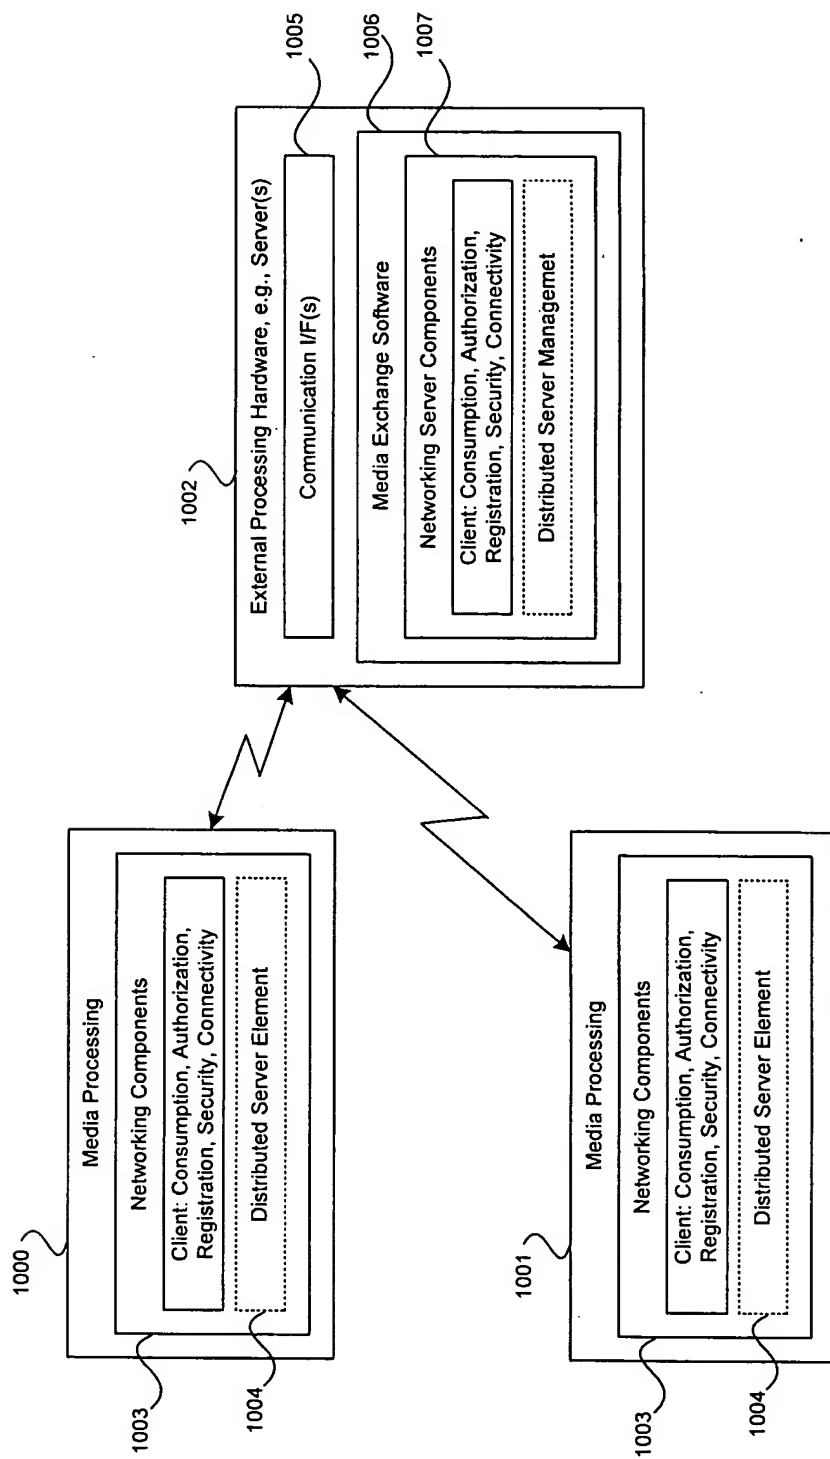 1000
Media Processing
Networking Components
Client: Consumption, Authorization,
Registration, Security, Connectivity
Distributed Server Element
1003
1004
1002
External Processing Hardware, e.g., Server(s)
Communication I/F(s)
Media Exchange Software
Networking Server Components
Client: Consumption, Authorization,
Registration, Security, Connectivity
Distributed Server Managemet
1005
1006
1007
1001
Media Processing
Networking Components
Client: Consumption, Authorization,
Registration, Security, Connectivity
Distributed Server Element
1003
1004